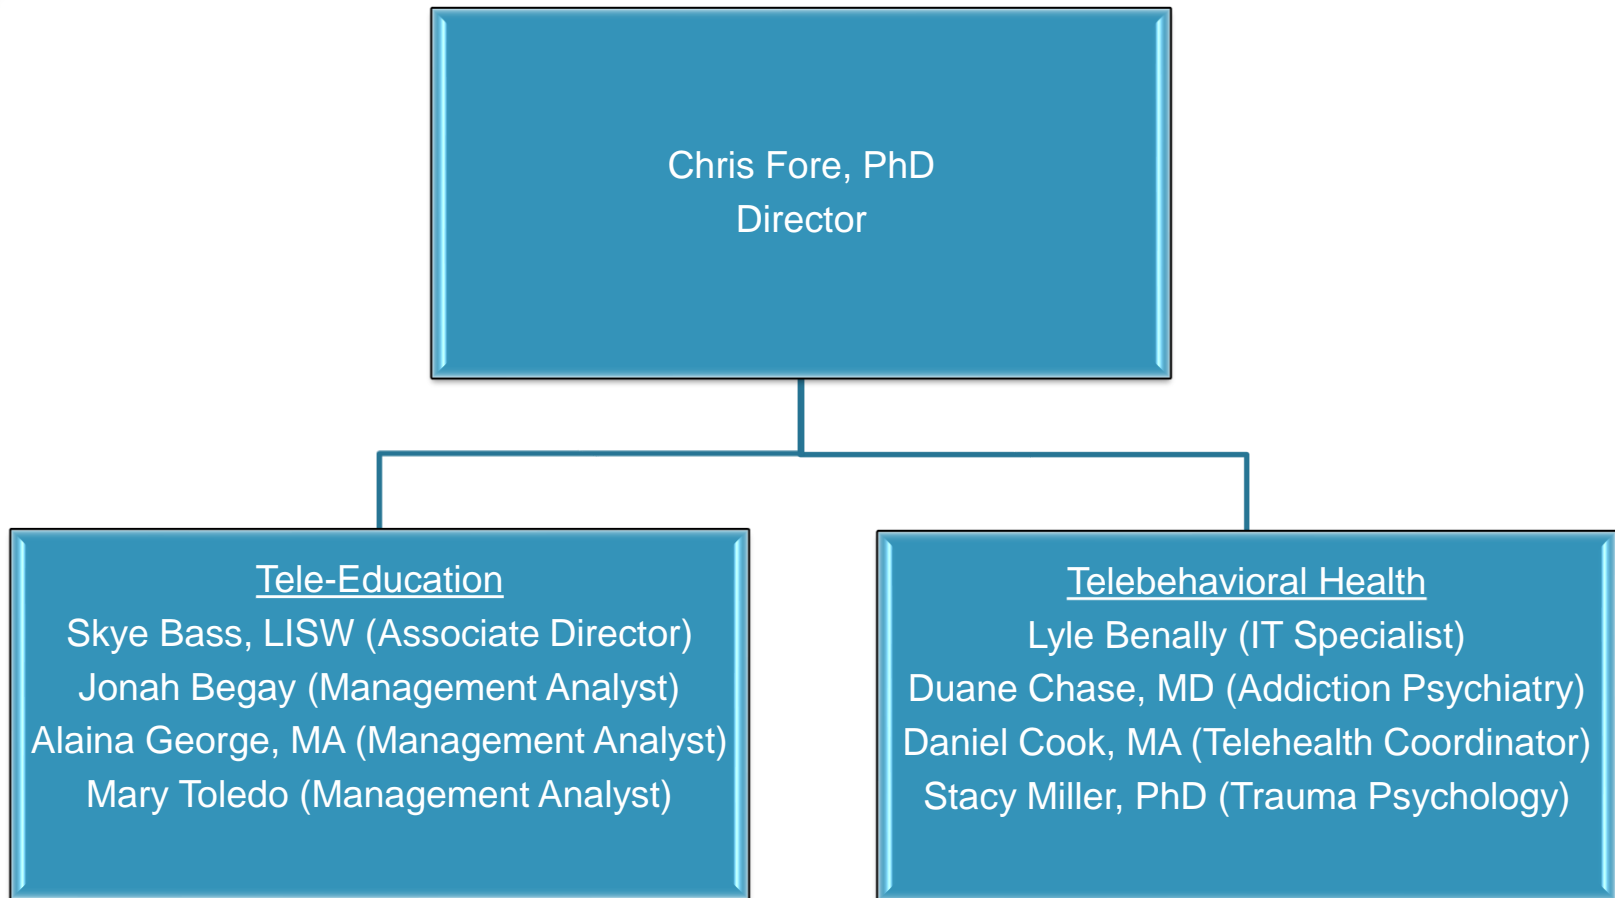 Chris Fore, PhD
Director
Tele-Education
Skye Bass, LISW (Associate Director)
Jonah Begay (Management Analyst)
Alaina George, MA (Management Analyst)
Mary Toledo (Management Analyst)
Telebehavioral Health
Lyle Benally (IT Specialist)
Duane Chase, MD (Addiction Psychiatry)
Daniel Cook, MA (Telehealth Coordinator)
Stacy Miller, PhD (Trauma Psychology)